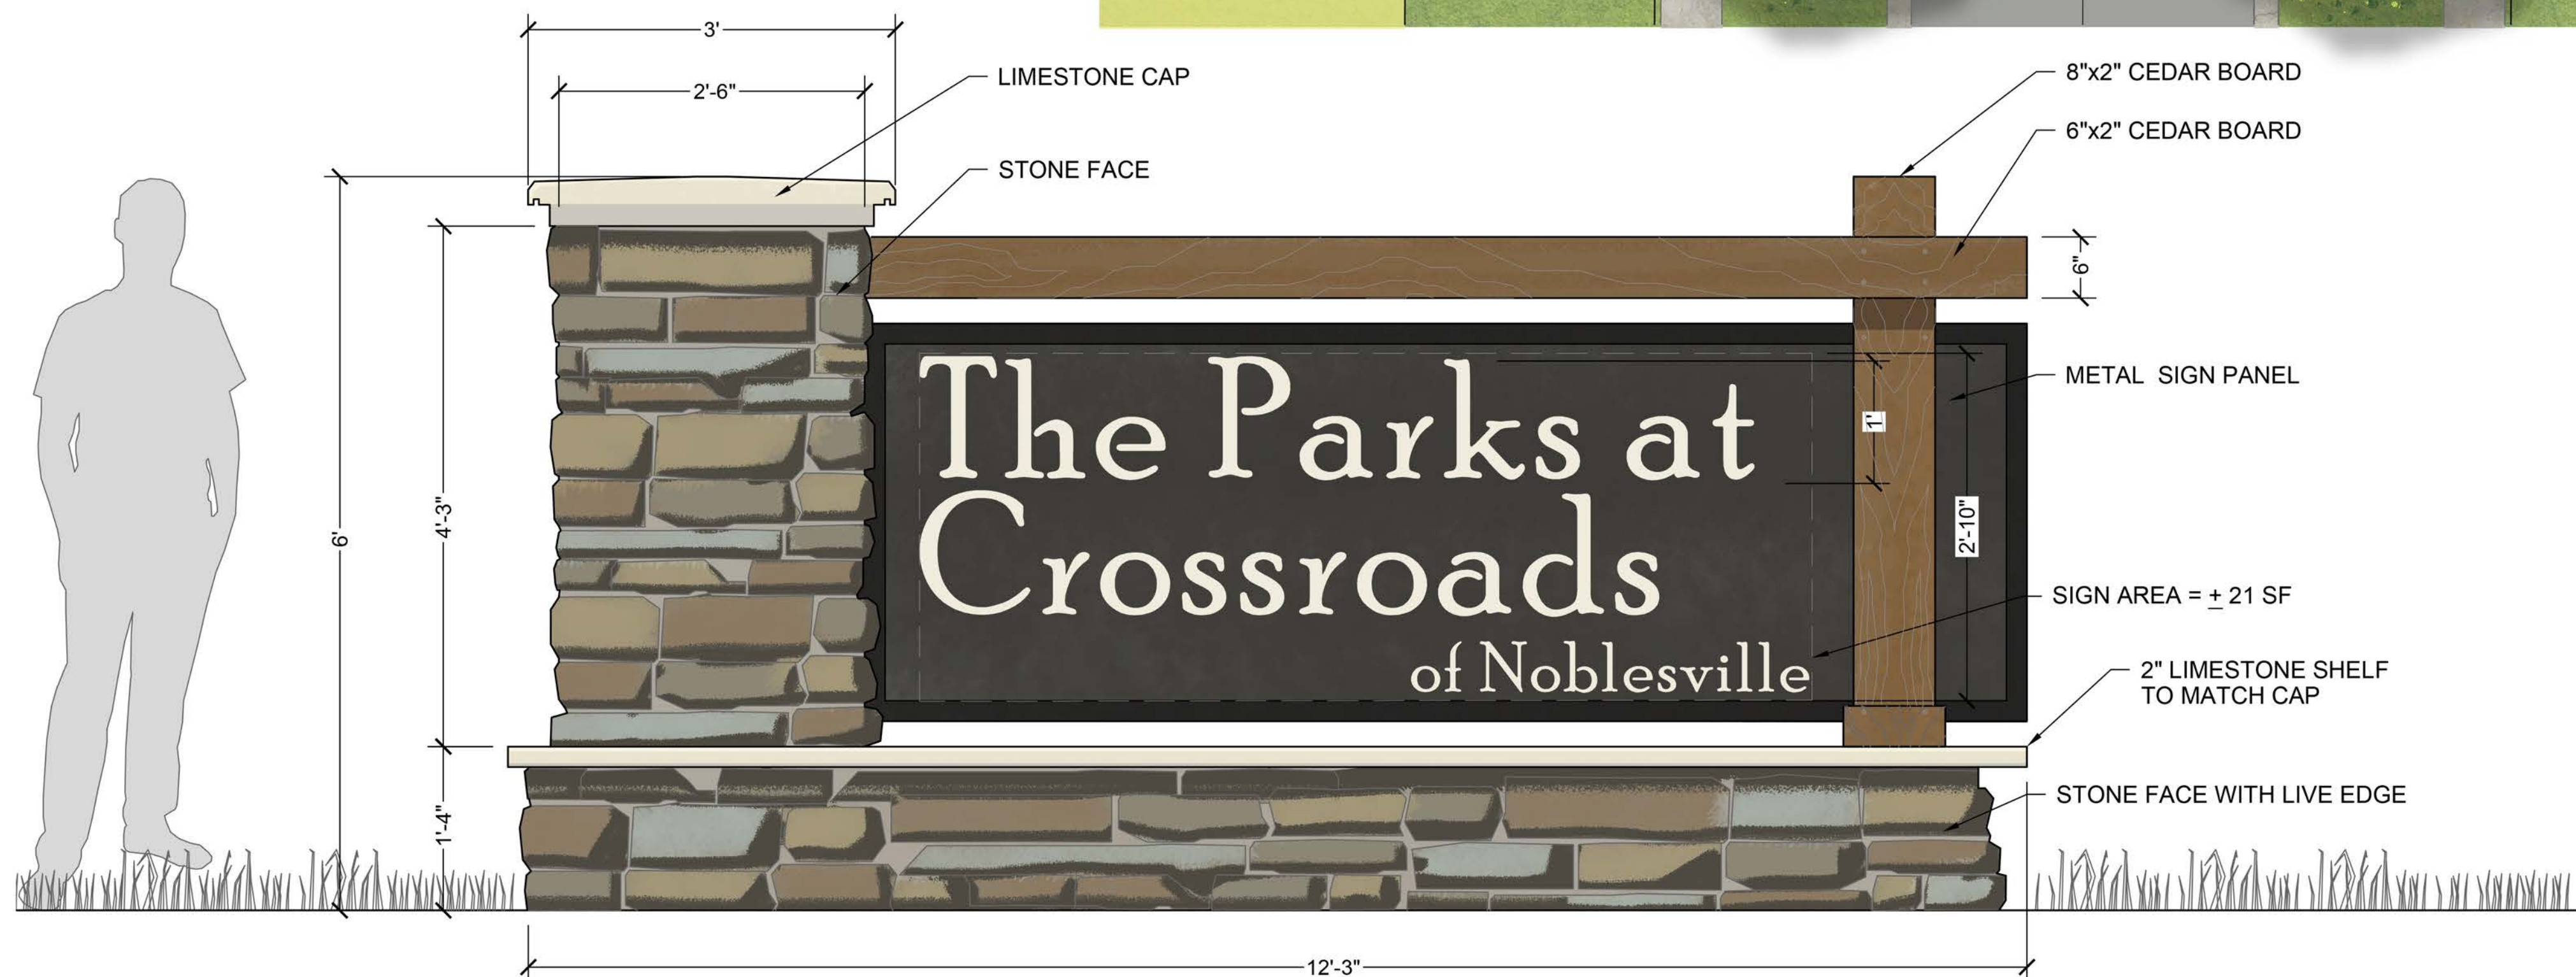 3'
2'-6"
LIMESTONE CAP
STONE FACE
8"x2" CEDAR BOARD
6"x2" CEDAR BOARD
6"
6'
4'-3"
1'-4"
The Parks at
Crossroads
of Noblesville
1'
2'-10"
METAL SIGN PANEL
SIGN AREA = ± 21 SF
2" LIMESTONE SHELF
TO MATCH CAP
STONE FACE WITH LIVE EDGE
12'-3"